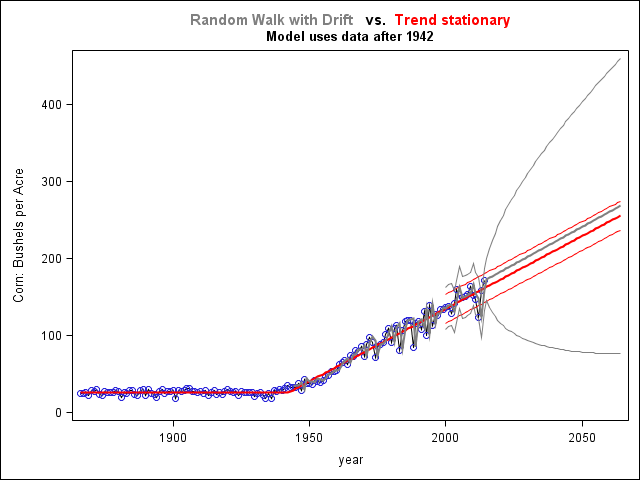 Random Walk with Drift vs. Trend stationary
Model uses data after 1942
Corn: Bushels per Acre
400
300
200
100
0
1900
1950
2000
2050
year